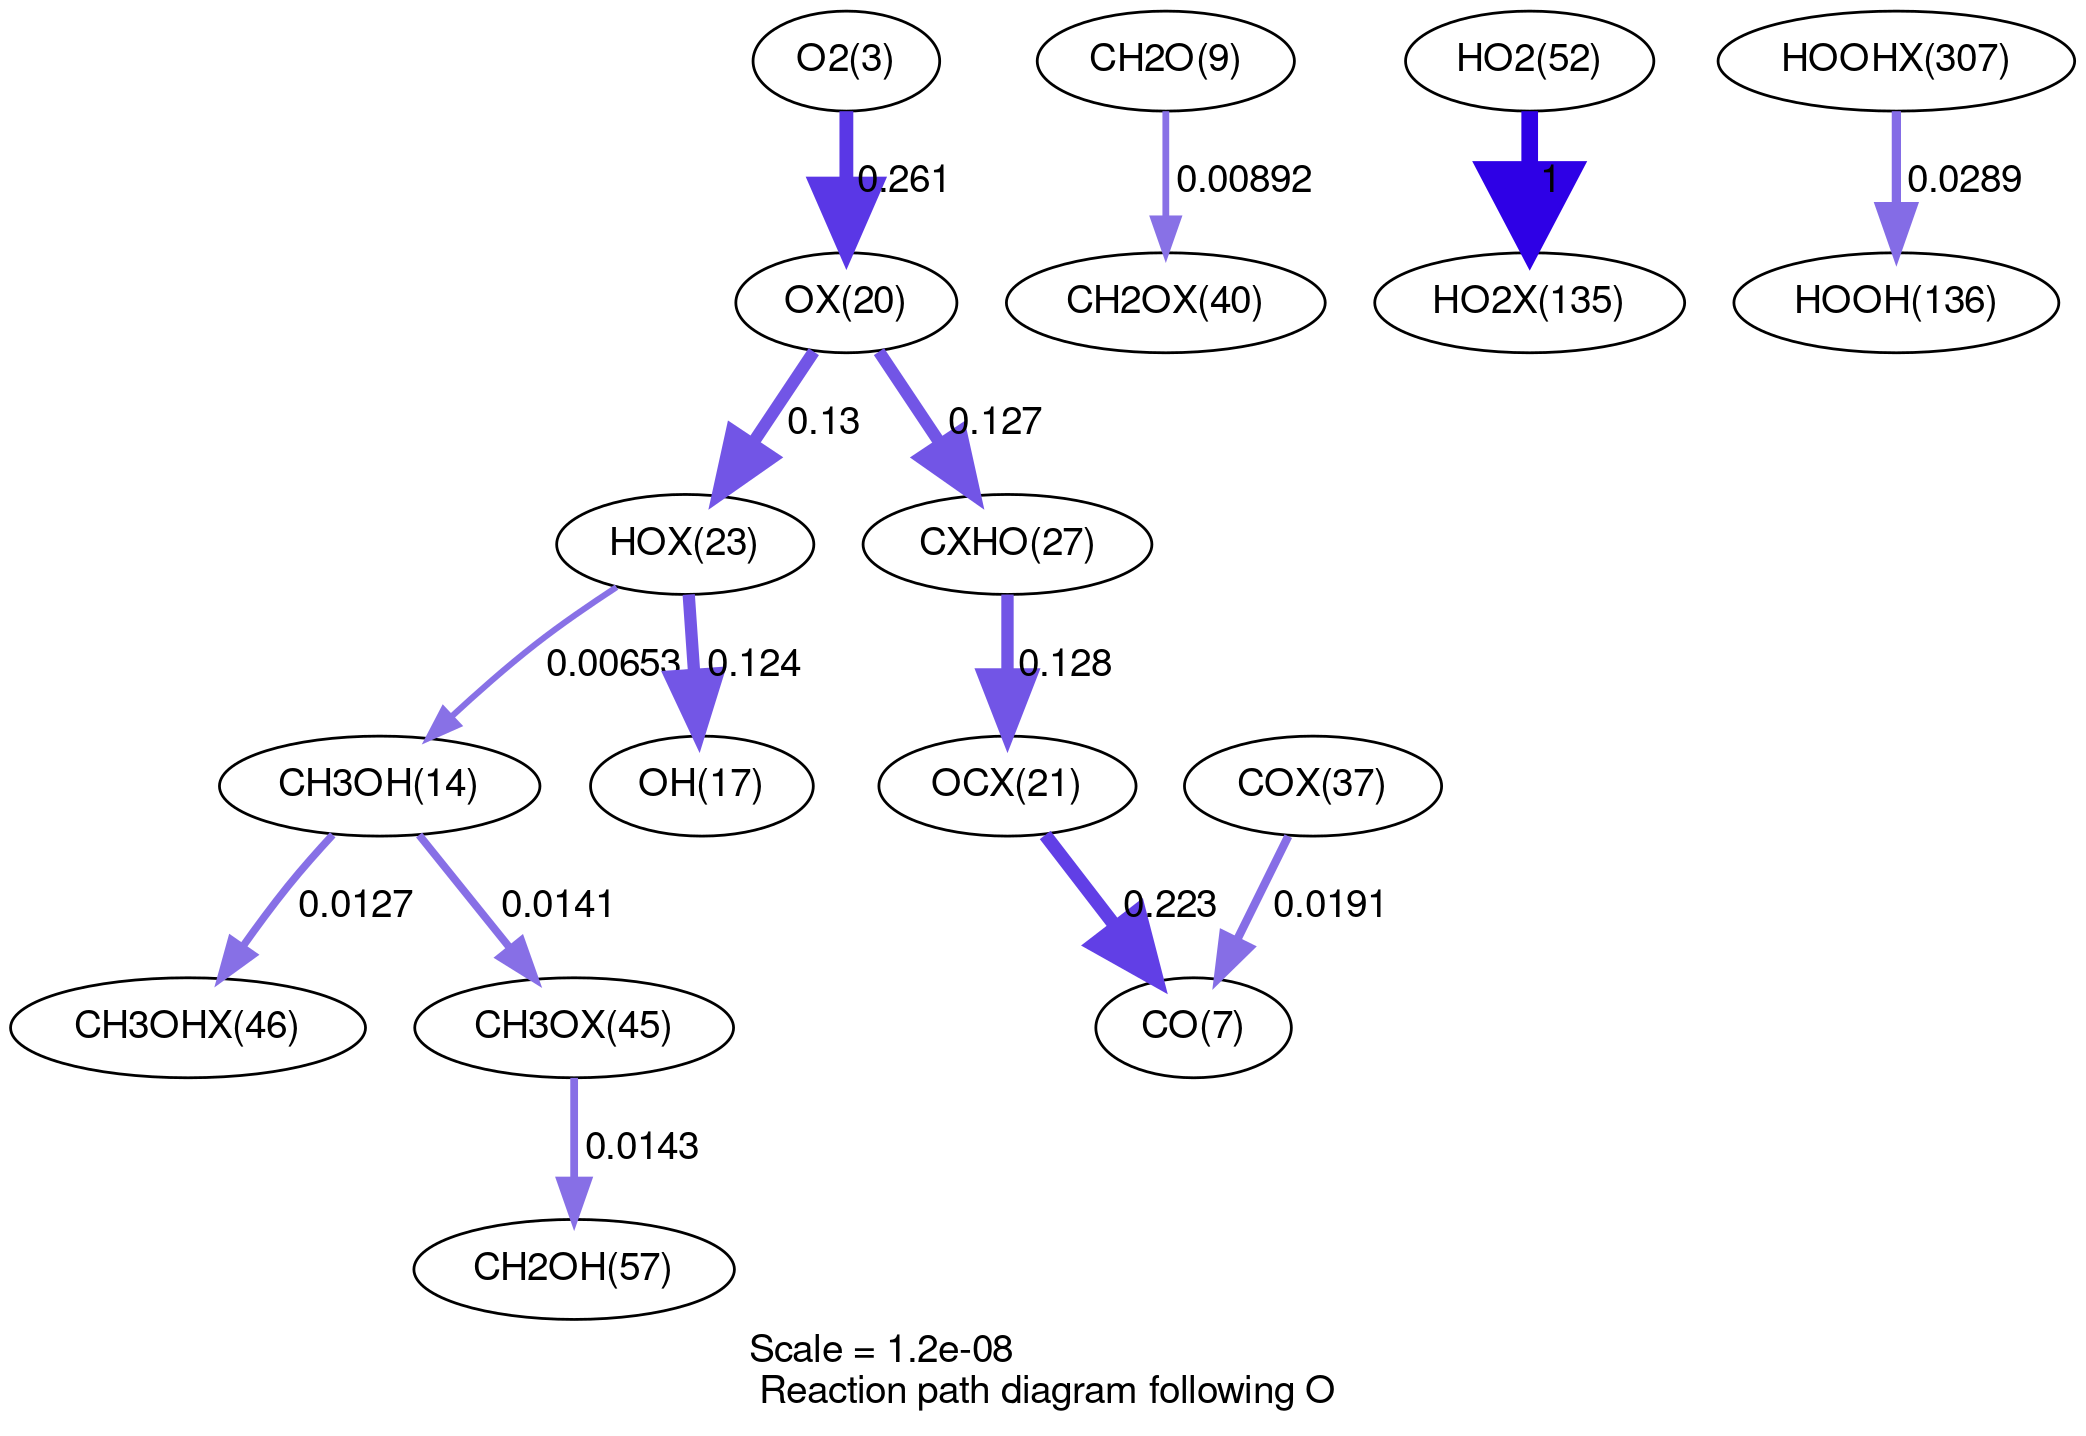 O2(3)
CH2O(9)
HO2(52)
HOOHX(307)
0.261
0.00892
1
0.0289
OX(20)
CH2OX(40)
HO2X(135)
HOOH(136)
0.13
0.127
HOX(23)
CXHO(27)
0.00653
0.124
0.128
CH3OH(14)
OH(17)
OCX(21)
COX(37)
0.0127
0.0141
0.223
0.0191
CH3OHX(46)
CH3OX(45)
CO(7)
0.0143
CH2OH(57)
Scale = 1.2e-08
Reaction path diagram following O